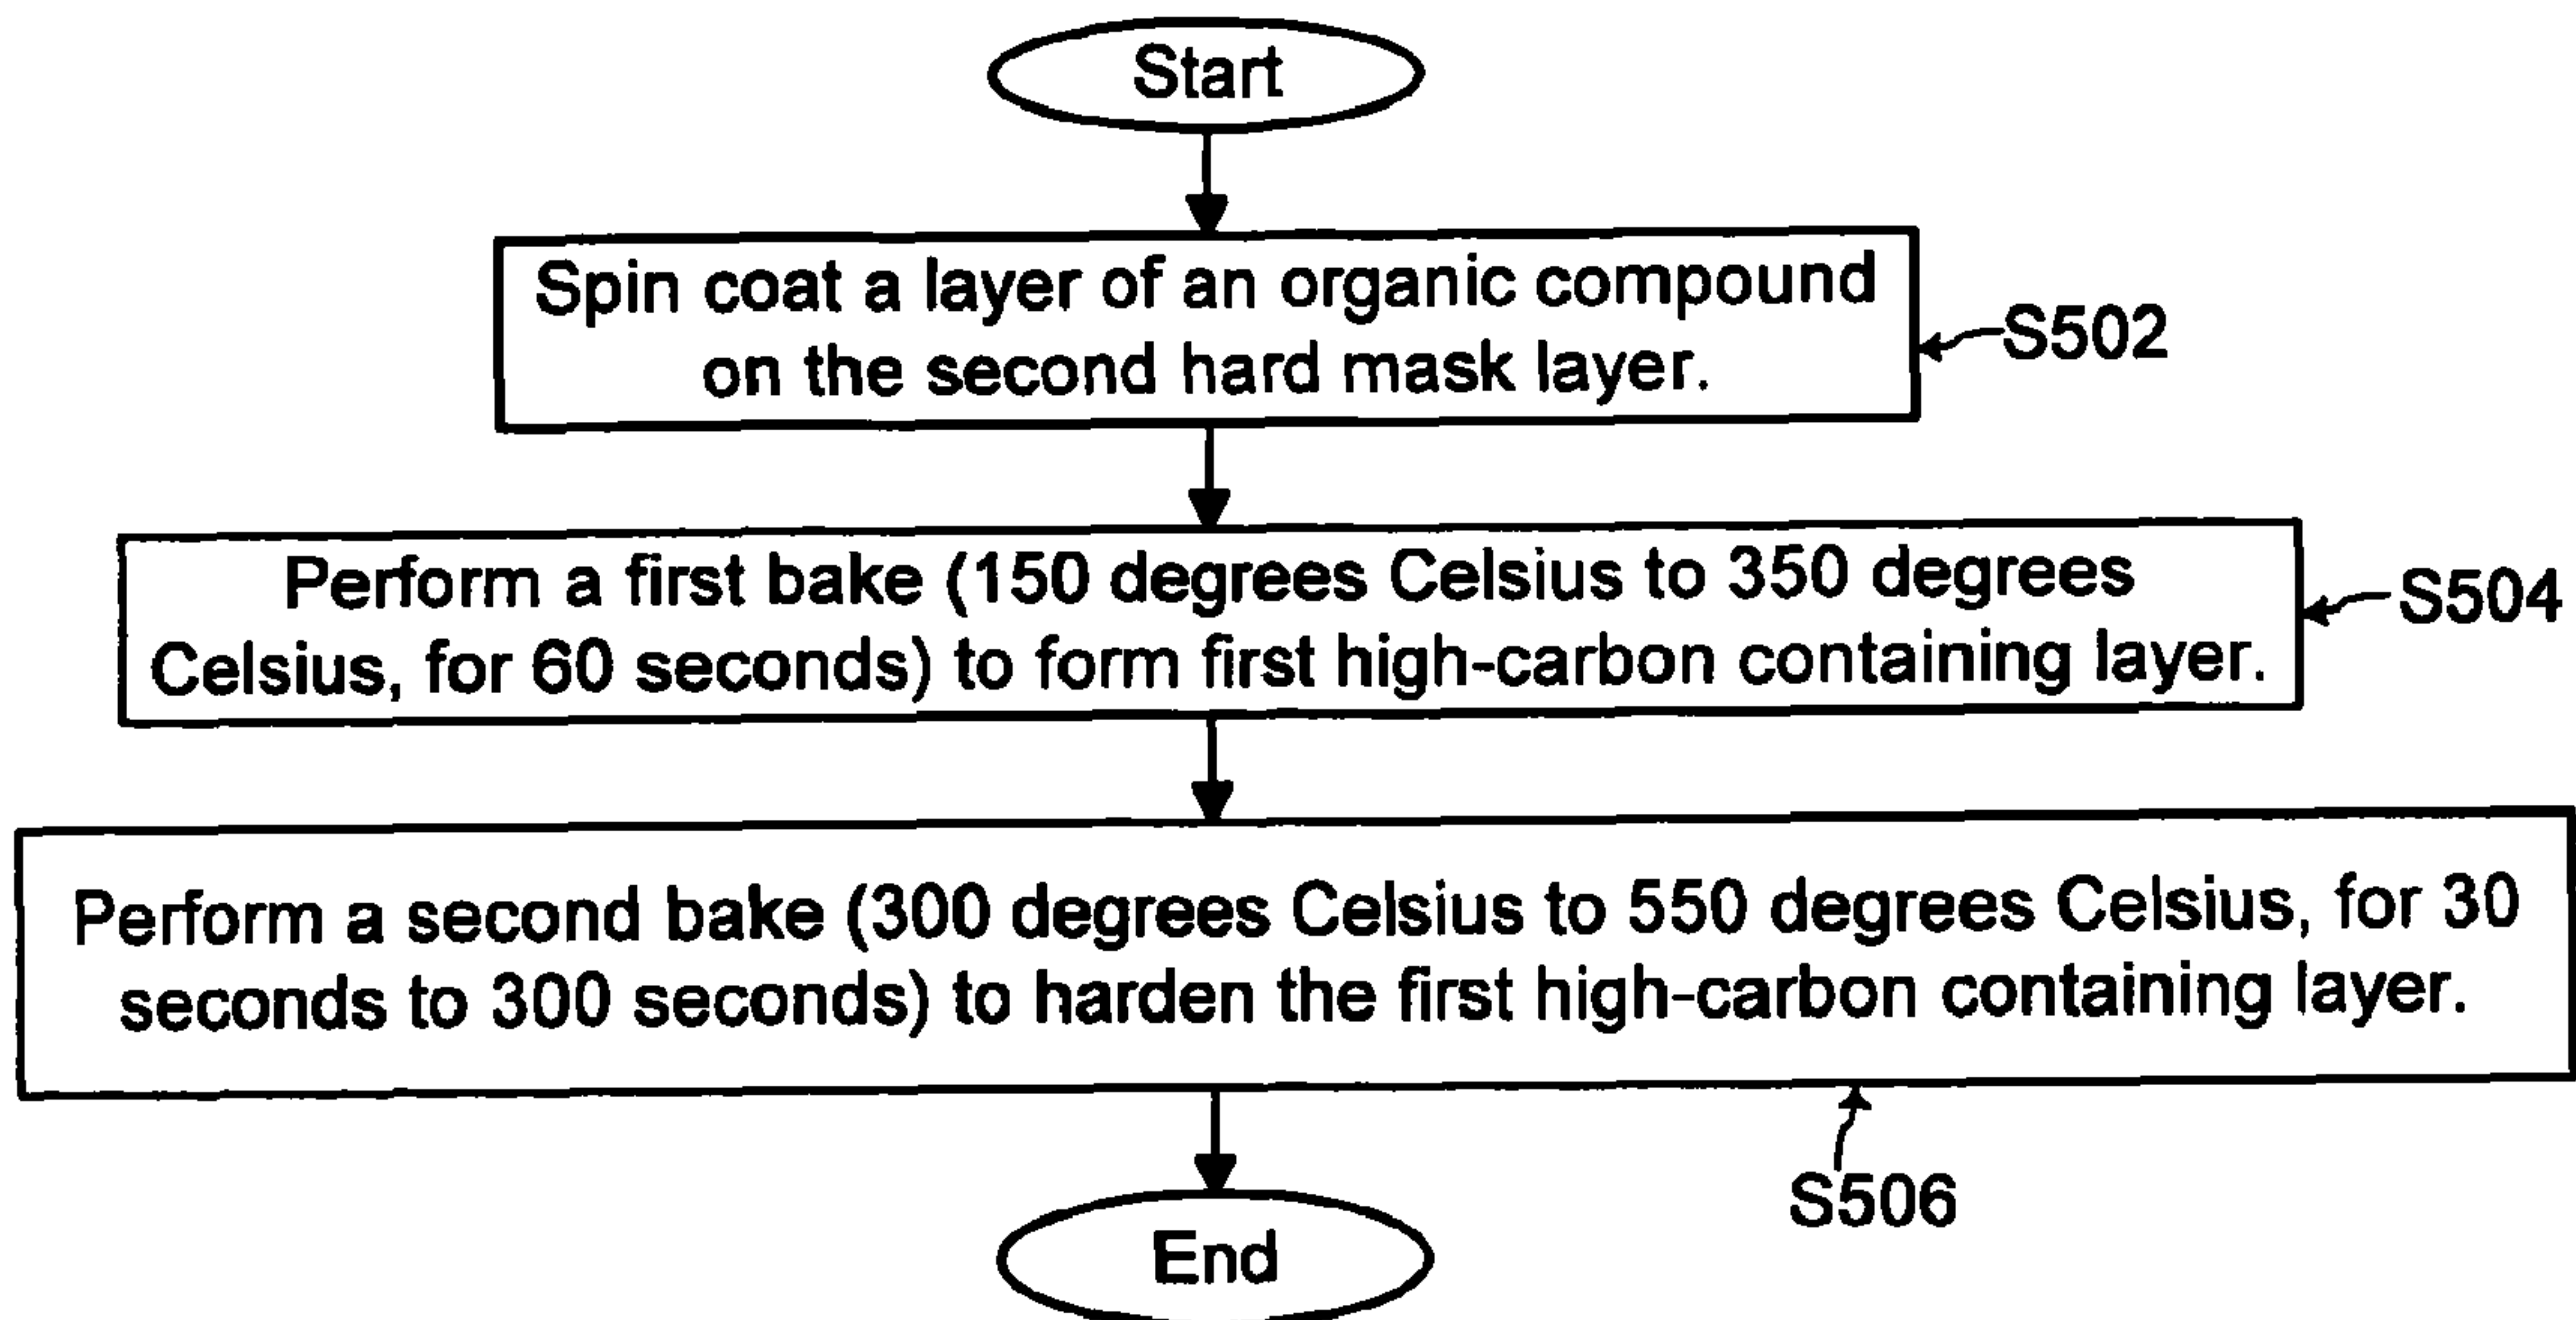 Start
Spin coat a layer of an organic compound
on the second hard mask layer.
S502
Perform a first bake (150 degrees Celsius to 350 degrees
Celsius, for 60 seconds) to form first high-carbon containing layer.
S504
Perform a second bake (300 degrees Celsius to 550 degrees Celsius, for 30
seconds to 300 seconds) to harden the first high-carbon containing layer.
S506
End